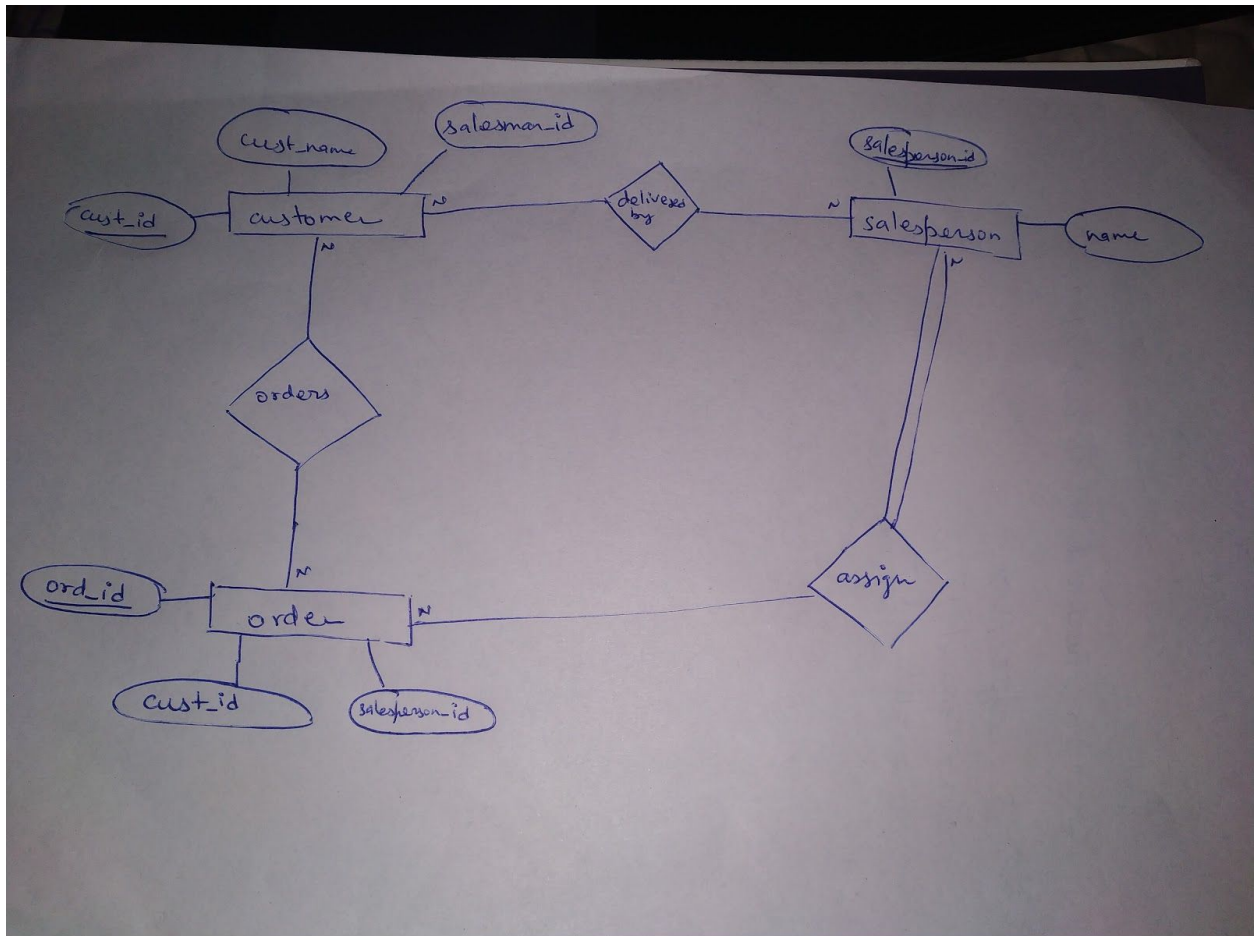 cust_name
salesman_id
salesperson_id
cust_id
customer
N
delivered
by
N
salesperson
name
N
N
orders
N
ord_id
order
N
assign
cust_id
salesperson_id